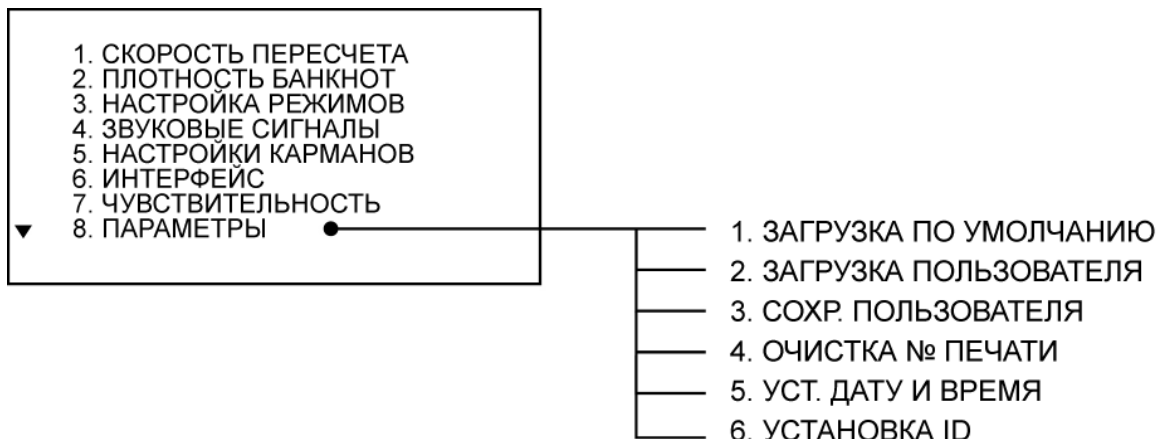 1. СКОРОСТЬ ПЕРЕСЧЕТА
2. ПЛОТНОСТЬ БАНКНОТ
3. НАСТРОЙКА РЕЖИМОВ
4. ЗВУКОВЫЕ СИГНАЛЫ
5. НАСТРОЙКИ КАРМАНОВ
6. ИНТЕРФЕЙС
7. ЧУВСТВИТЕЛЬНОСТЬ
8. ПАРАМЕТРЫ
1. ЗАГРУЗКА ПО УМОЛЧАНИЮ
2. ЗАГРУЗКА ПОЛЬЗОВАТЕЛЯ
3. СОХР. ПОЛЬЗОВАТЕЛЯ
4. ОЧИСТКА № ПЕЧАТИ
5. УСТ. ДАТУ И ВРЕМЯ
6. УСТАНОВКА ID